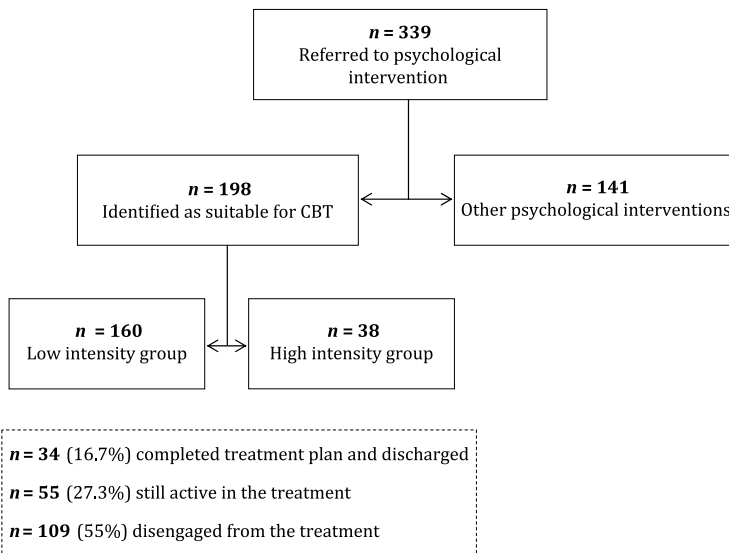 n = 339
Referred to psychological
intervention
n = 198
Identified as suitable for CBT
n = 141
Other psychological interventions
n = 160
Low intensity group
n = 38
High intensity group
n = 34 (16.7%) completed treatment plan and discharged
n = 55 (27.3%) still active in the treatment
n = 109 (55%) disengaged from the treatment